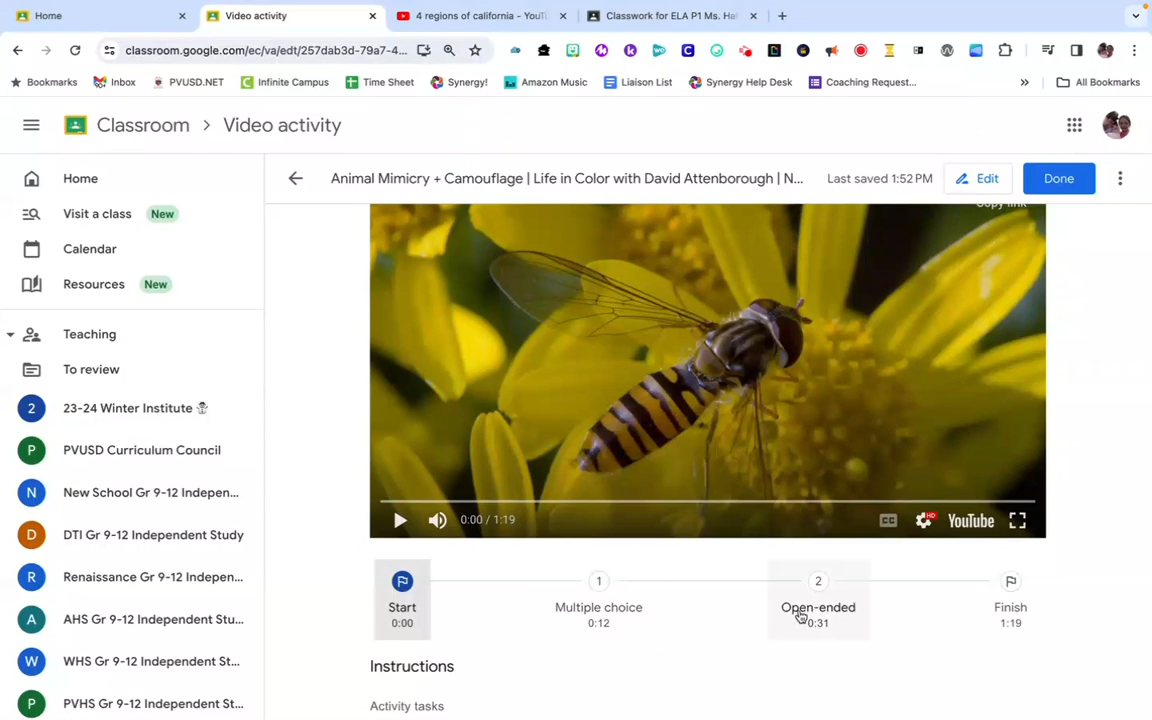 Home
Video activity
4 regions of california - YouTu
Classwork for ELA P1 Ms. Hai
classroom.google.com/ec/va/edt/257dab3d-79a7-4...
Bookmarks
Inbox
PVUSD.NET
Infinite Campus
Time Sheet
Synergy!
Amazon Music
Liaison List
Synergy Help Desk
Coaching Request...
All Bookmarks
Classroom
Video activity
Home
Visit a class New
Calendar
Resources New
Teaching
To review
2 23-24 Winter Institute ☃
P PVUSD Curriculum Council
N New School Gr 9-12 Indepen...
D DTI Gr 9-12 Independent Study
R Renaissance Gr 9-12 Indepen...
A AHS Gr 9-12 Independent Stu...
W WHS Gr 9-12 Independent St...
P PVHS Gr 9-12 Independent St...
Animal Mimicry + Camouflage | Life in Color with David Attenborough | N...
Last saved 1:52 PM
Edit
Done
Copy link
0:00 / 1:19
CC
HD
YouTube
Start
0:00
1
Multiple choice
0:12
2
Open-ended
0:31
Finish
1:19
Instructions
Activity tasks